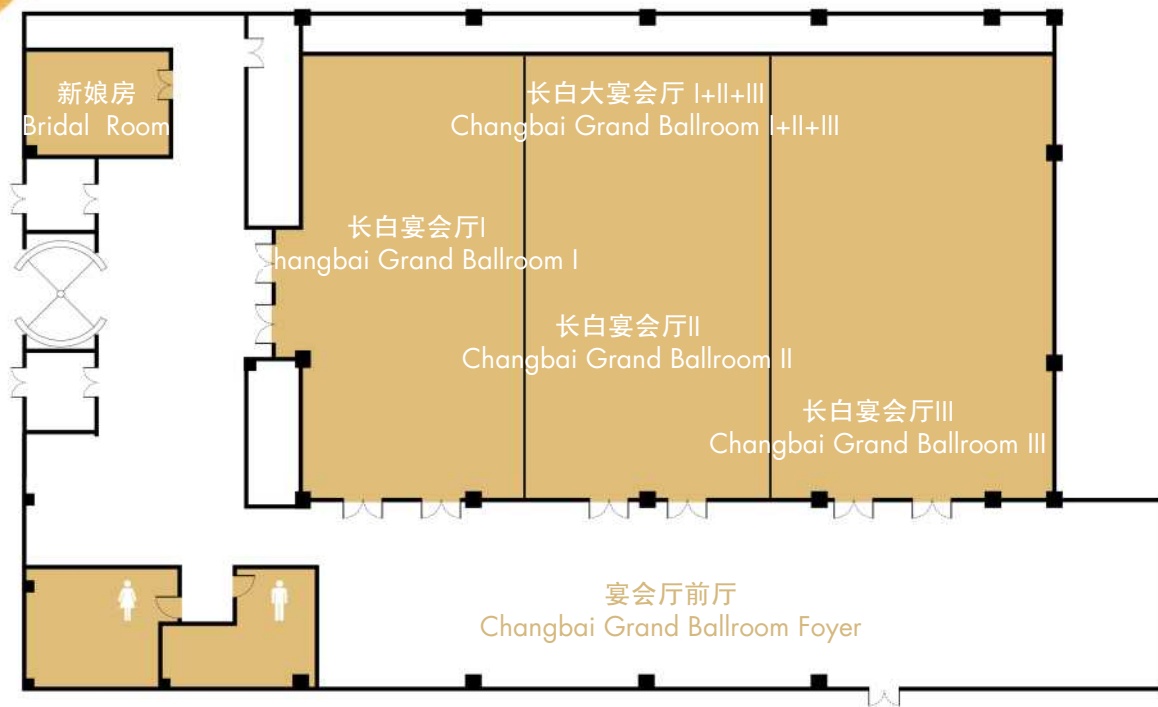 新娘房
Bridal Room
长白大宴会厅 I+II+III
Changbai Grand Ballroom I+II+III
长白宴会厅I
hangbai Grand Ballroom I
长白宴会厅II
Changbai Grand Ballroom II
长白宴会厅III
Changbai Grand Ballroom III
宴会厅前厅
Changbai Grand Ballroom Foyer